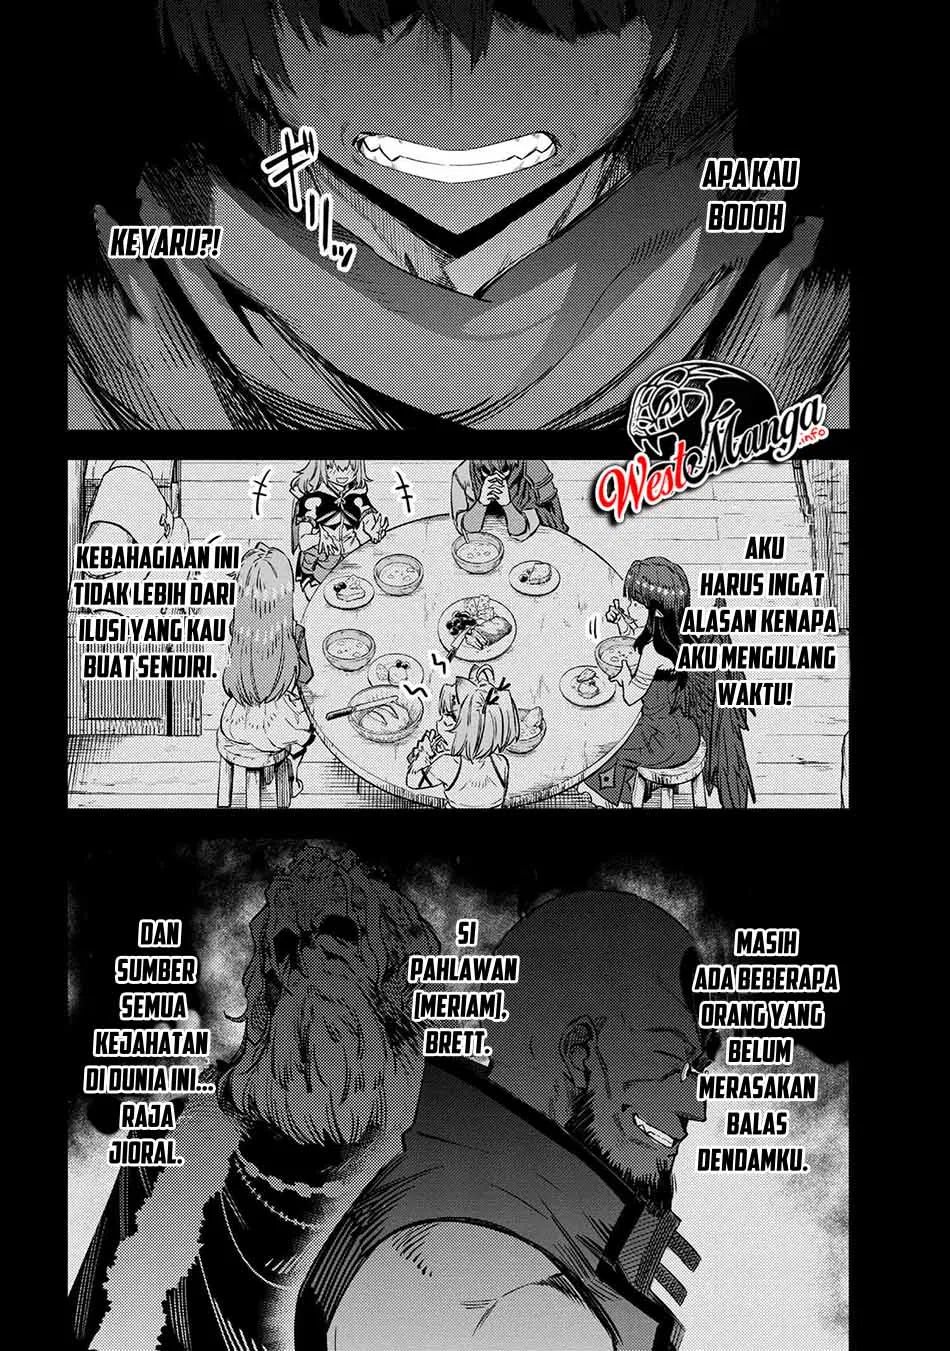 APA KAU
BODOH
KEYARU?!
ギリッ
WestManga
.info
AKU
HARUS INGAT
ALASAN KENAPA
AKU MENGULANG
WAKTU!
KEBAHAGIAAN INI
TIDAK LEBIH DARI
ILUSI YANG KAU
BUAT SENDIRI.
MASIH
ADA BEBERAPA
ORANG YANG
BELUM
MERASAKAN
BALAS
DENDAMKU.
SI
PAHLAWAN
[MERIAM],
BRETT.
DAN
SUMBER
SEMUA
KEJAHATAN
DI DUNIA INI...
RAJA
JIORAL.